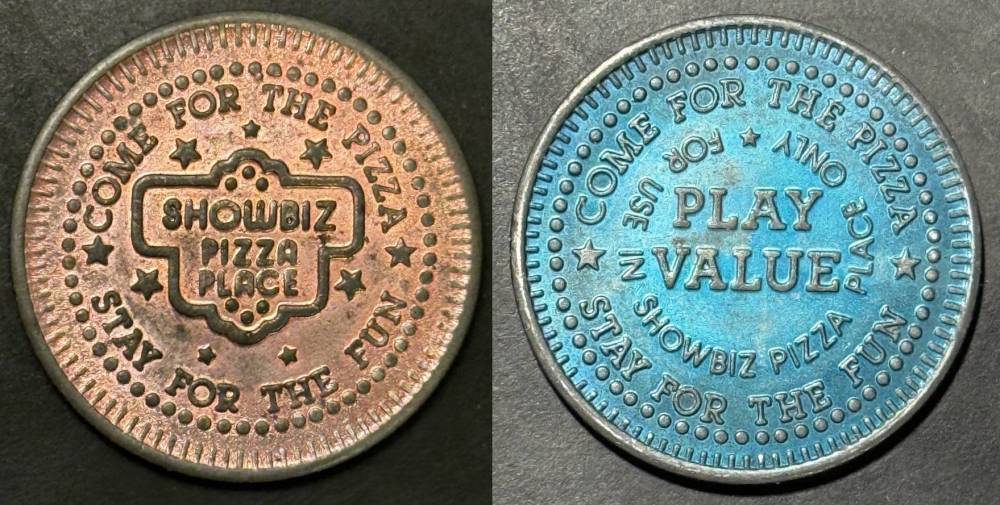 COME FOR THE PIZZA
SHOWBIZ
PIZZA
PLACE
STAY FOR THE FUN
COME FOR THE PIZZA
FOR USE IN SHOWBIZ PIZZA PLACE ONLY
PLAY
VALUE
STAY FOR THE FUN